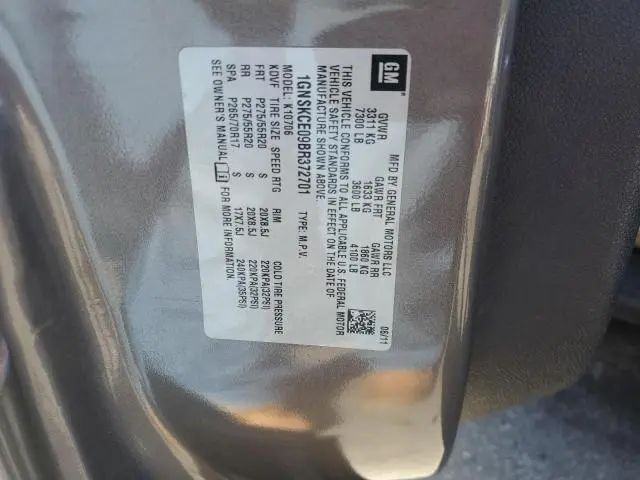 GM
MFD BY GENERAL MOTORS LLC 06/11
GVWR GAWR FRT GAWR RR
3311 KG 1633 KG 1860 KG
7300 LB 3600 LB 4100 LB
THIS VEHICLE CONFORMS TO ALL APPLICABLE U.S. FEDERAL MOTOR
VEHICLE SAFETY STANDARDS IN EFFECT ON THE DATE OF
MANUFACTURE SHOWN ABOVE.
1GNSKCE09BR372701 TYPE: M.P.V.
MODEL: K10706
KOVF TIRE SIZE SPEED RTG RIM COLD TIRE PRESSURE
FRT P275/55R20 S 20X8.5J 220KPA(32PSI)
RR P275/55R20 S 20X8.5J 220KPA(32PSI)
SPA P265/70R17 S 17X7.5J 240KPA(35PSI)
SEE OWNER'S MANUAL FOR MORE INFORMATION.